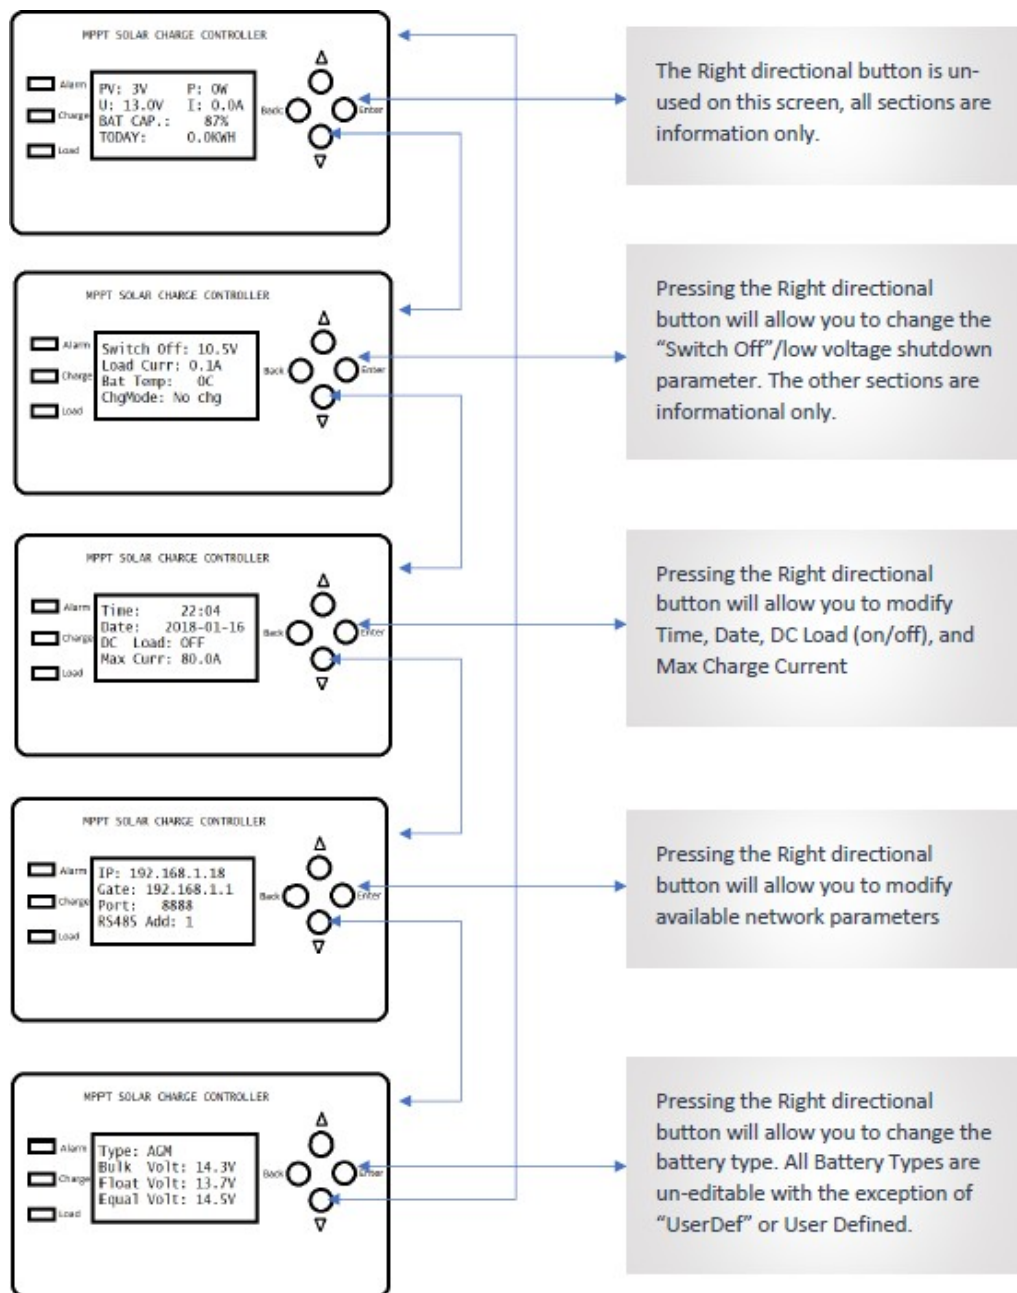 MPPT SOLAR CHARGE CONTROLLER
Alarm
Charge
Load
PV: 3V P: 0W
U: 13.0V I: 0.0A
BAT CAP.: 87%
TODAY: 0.0KWH
Back
Enter
The Right directional button is un-
used on this screen, all sections are
information only.
MPPT SOLAR CHARGE CONTROLLER
Alarm
Charge
Load
Switch Off: 10.5V
Load Curr: 0.1A
Bat Temp: 0C
ChgMode: No chg
Back
Enter
Pressing the Right directional
button will allow you to change the
“Switch Off”/low voltage shutdown
parameter. The other sections are
informational only.
MPPT SOLAR CHARGE CONTROLLER
Alarm
Charge
Load
Time: 22:04
Date: 2018-01-16
DC Load: OFF
Max Curr: 80.0A
Back
Enter
Pressing the Right directional
button will allow you to modify
Time, Date, DC Load (on/off), and
Max Charge Current
MPPT SOLAR CHARGE CONTROLLER
Alarm
Charge
Load
IP: 192.168.1.18
Gate: 192.168.1.1
Port: 8888
RS485 Add: 1
Back
Enter
Pressing the Right directional
button will allow you to modify
available network parameters
MPPT SOLAR CHARGE CONTROLLER
Alarm
Charge
Load
Type: AGM
Bulk Volt: 14.3V
Float Volt: 13.7V
Equal Volt: 14.5V
Back
Enter
Pressing the Right directional
button will allow you to change the
battery type. All Battery Types are
un-editable with the exception of
“UserDef” or User Defined.